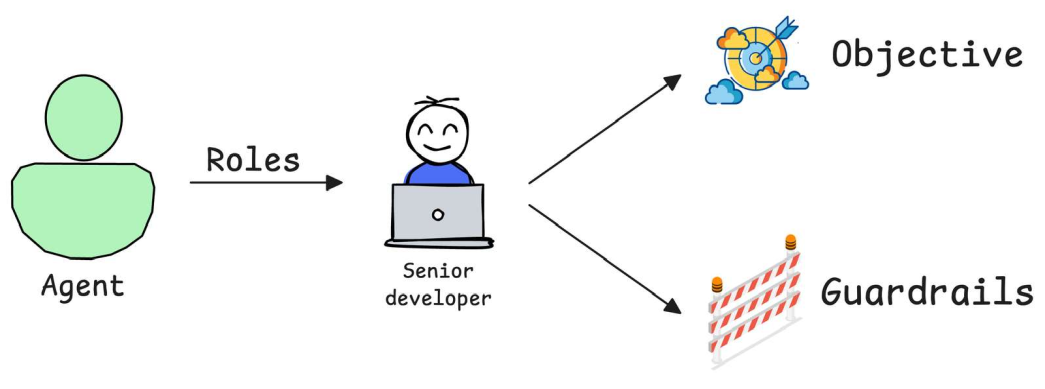 Roles
Agent
Senior
developer
Objective
Guardrails